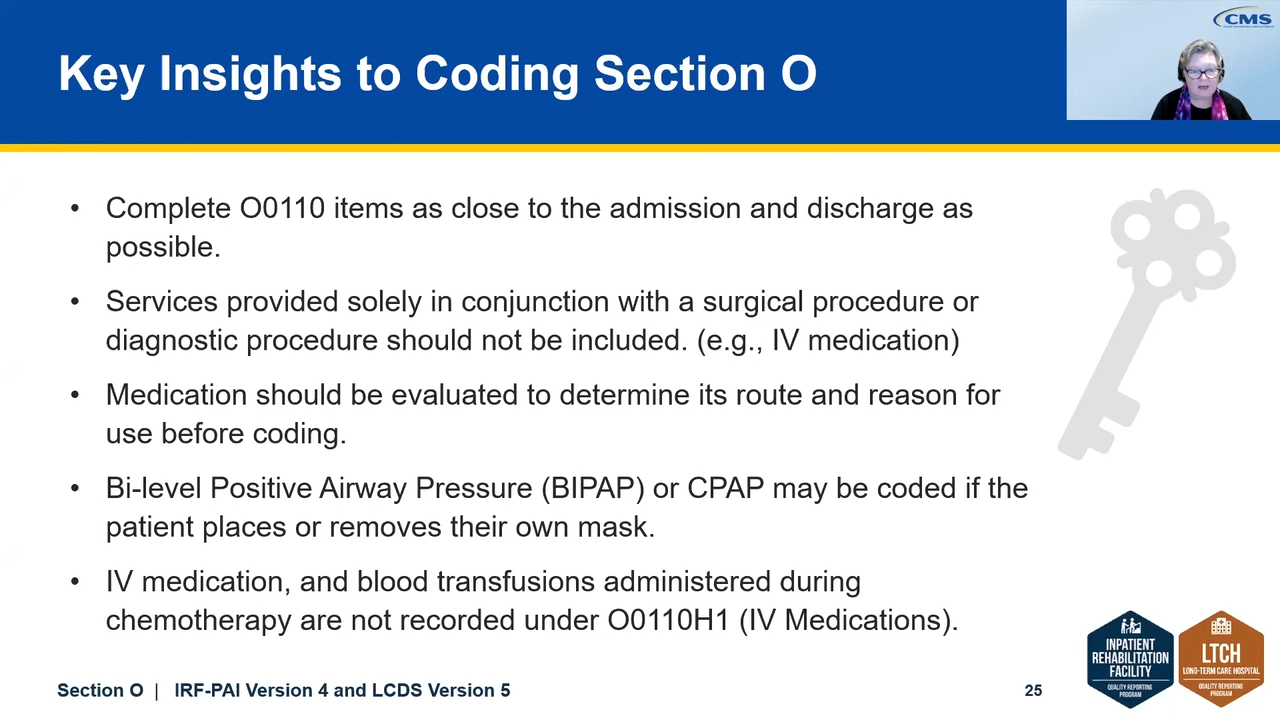 CMS
Key Insights to Coding Section O
• Complete O0110 items as close to the admission and discharge as
possible.
• Services provided solely in conjunction with a surgical procedure or
diagnostic procedure should not be included. (e.g., IV medication)
• Medication should be evaluated to determine its route and reason for
use before coding.
• Bi-level Positive Airway Pressure (BIPAP) or CPAP may be coded if the
patient places or removes their own mask.
• IV medication, and blood transfusions administered during
chemotherapy are not recorded under O0110H1 (IV Medications).
INPATIENT
REHABILITATION
FACILITY
QUALITY REPORTING
PROGRAM
LTCH
LONG-TERM CARE HOSPITAL
QUALITY REPORTING
PROGRAM
Section O | IRF-PAI Version 4 and LCDS Version 5
25